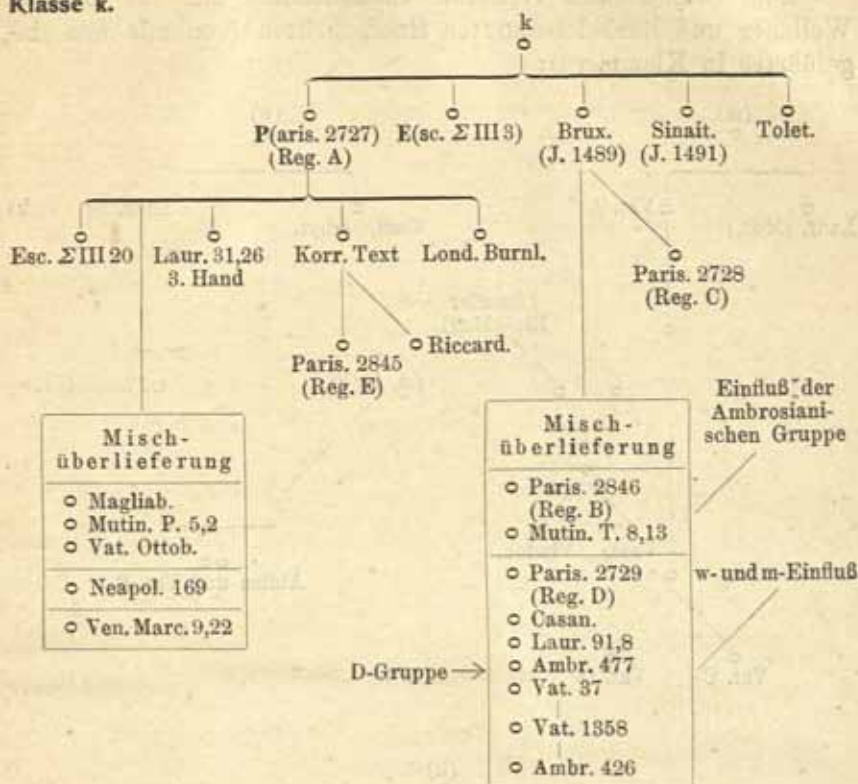 Klasse k.
k
P(aris. 2727)
(Reg. A)
E(sc. Σ III 3)
Brux.
(J. 1489)
Sinait.
(J. 1491)
Tolet.
Esc. Σ III 20
Laur. 31,26
3. Hand
Korr. Text
Lond. Burnl.
Paris. 2728
(Reg. C)
Paris. 2845
(Reg. E)
Riccard.
Misch-
überlieferung
Magliab.
Mutin. P. 5,2
Vat. Ottob.
Neapol. 169
Ven. Marc. 9,22
Misch-
überlieferung
Paris. 2846
(Reg. B)
Mutin. T. 8,13
Paris. 2729
(Reg. D)
Casan.
Laur. 91,8
Ambr. 477
Vat. 37
Vat. 1358
Ambr. 426
Einfluß der
Ambrosiani-
schen Gruppe
w- und m-Einfluß
D-Gruppe →